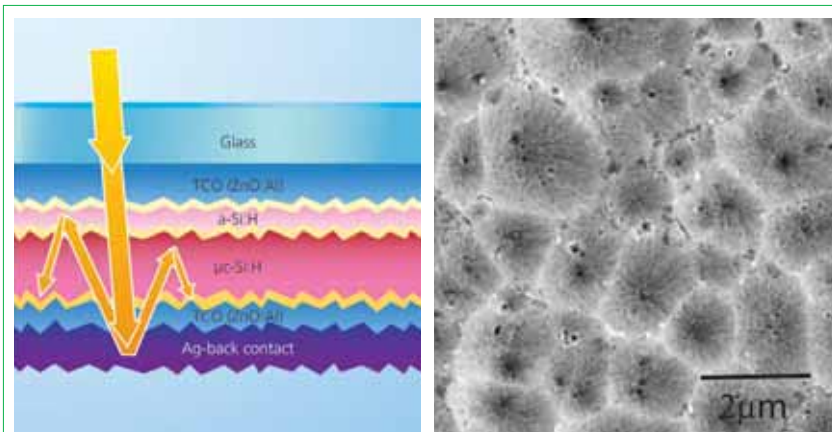 Glass
TCO (ZnO:Al)
a-Si:H
µc-Si:H
TCO (ZnO:Al)
Ag-back contact
2µm